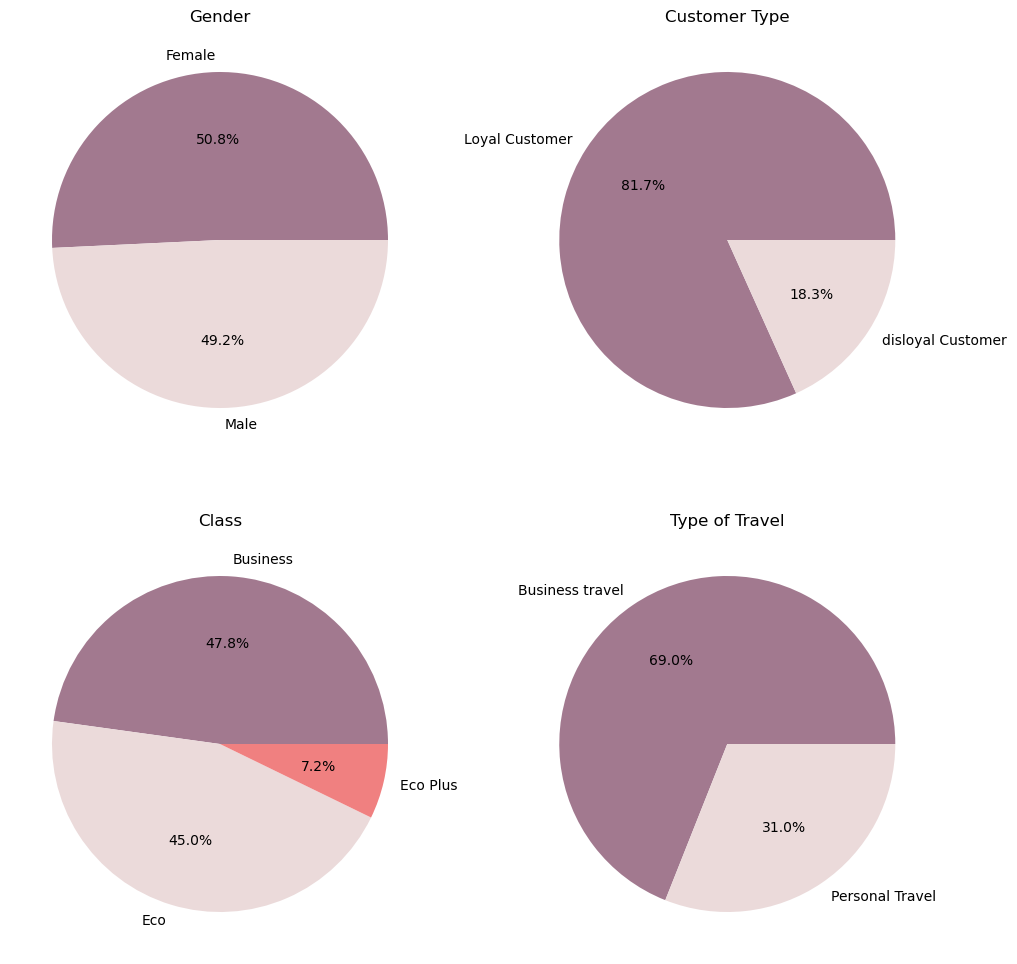 Gender
Female
50.8%
49.2%
Male
Customer Type
Loyal Customer
81.7%
18.3%
disloyal Customer
Class
Business
47.8%
7.2%
Eco Plus
45.0%
Eco
Type of Travel
Business travel
69.0%
31.0%
Personal Travel